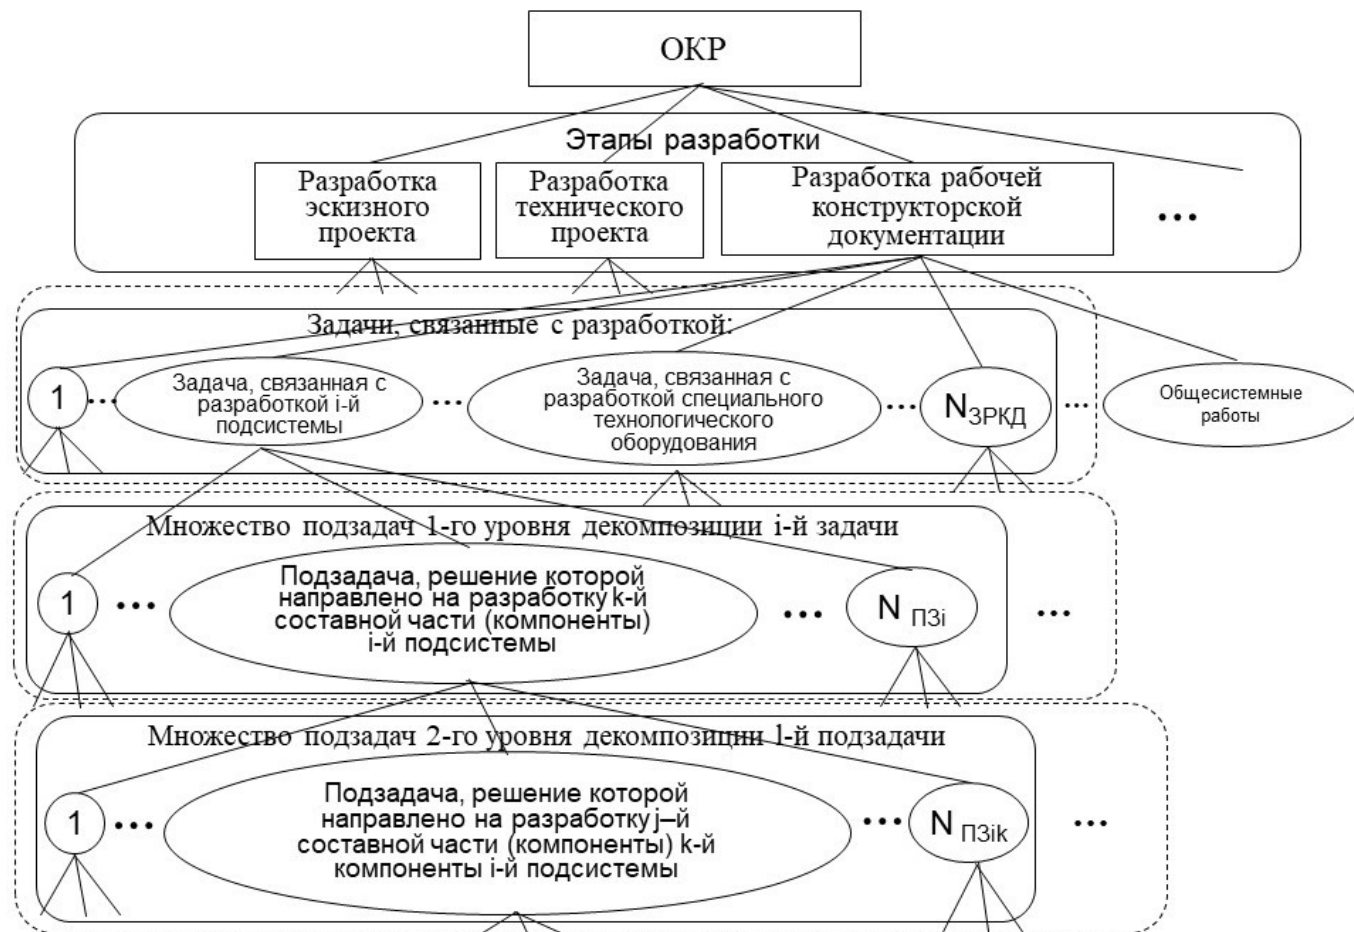 ОКР
Этапы разработки
Разработка
эскизного
проекта
Разработка
технического
проекта
Разработка рабочей
конструкторской
документации
...
Задачи, связанные с разработкой:
1
...
Задача, связанная с
разработкой i-й
подсистемы
...
Задача, связанная с
разработкой специального
технологического
оборудования
...
NЗРКД
...
Общесистемные
работы
Множество подзадач 1-го уровня декомпозиции i-й задачи
1
...
Подзадача, решение которой
направлено на разработку k-й
составной части (компоненты)
i-й подсистемы
...
N ПЗi
...
Множество подзадач 2-го уровня декомпозиции l-й подзадачи
1
...
Подзадача, решение которой
направлено на разработку j–й
составной части (компоненты) k-й
компоненты i-й подсистемы
...
N ПЗik
...